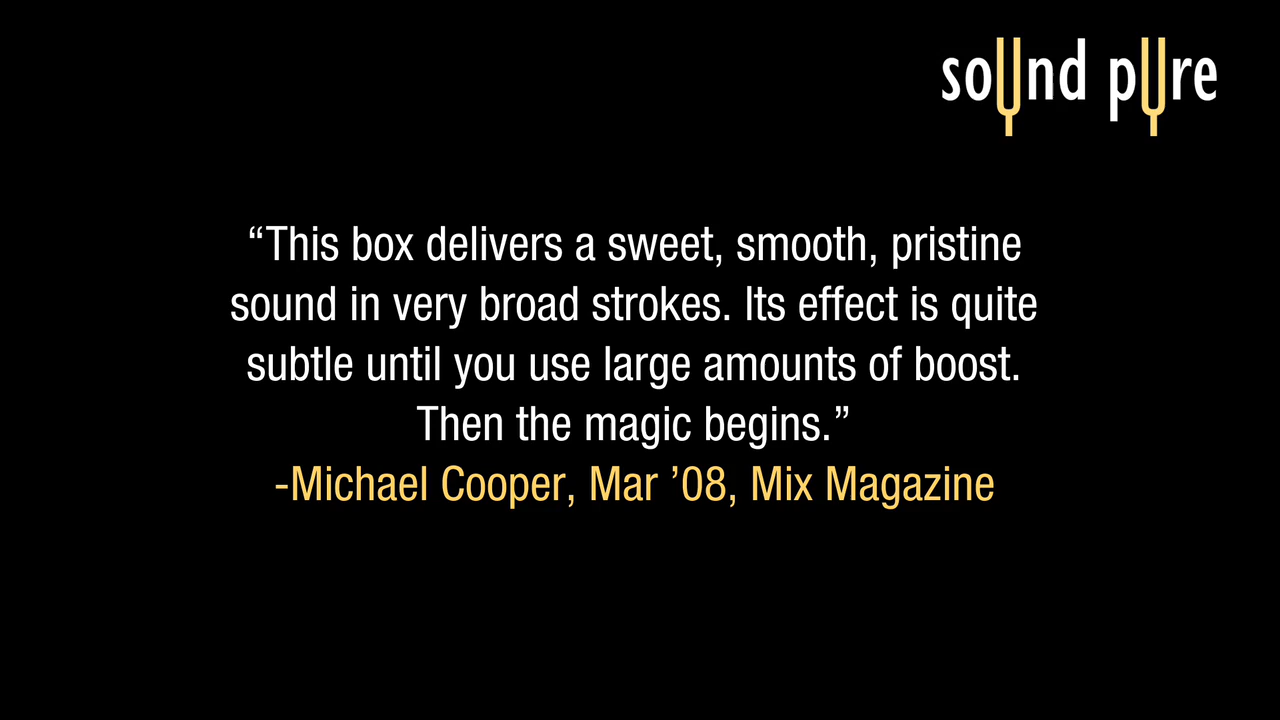 sound pure
“This box delivers a sweet, smooth, pristine
sound in very broad strokes. Its effect is quite
subtle until you use large amounts of boost.
Then the magic begins.”
-Michael Cooper, Mar ’08, Mix Magazine